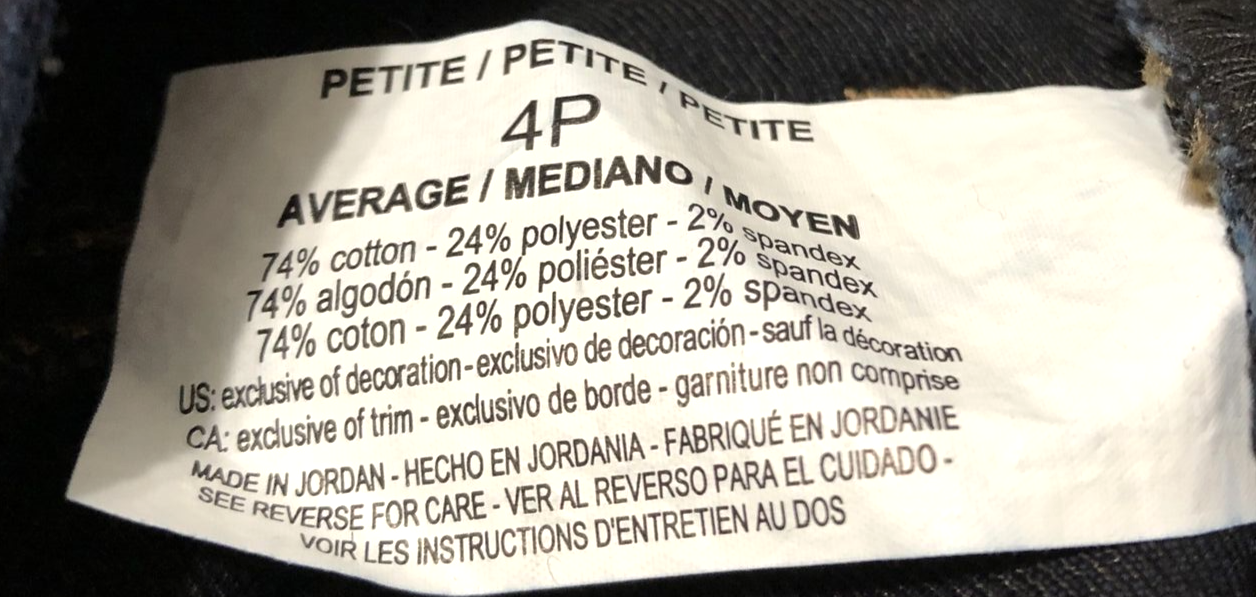 PETITE / PETITE / PETITE
4P
AVERAGE / MEDIANO / MOYEN
74% cotton - 24% polyester - 2% spandex
74% algodón - 24% poliéster - 2% spandex
74% coton - 24% polyester - 2% spandex
US: exclusive of decoration - exclusivo de decoración - sauf la décoration
CA: exclusive of trim - exclusivo de borde - garniture non comprise
MADE IN JORDAN - HECHO EN JORDANIA - FABRIQUÉ EN JORDANIE
SEE REVERSE FOR CARE - VER AL REVERSO PARA EL CUIDADO -
VOIR LES INSTRUCTIONS D'ENTRETIEN AU DOS